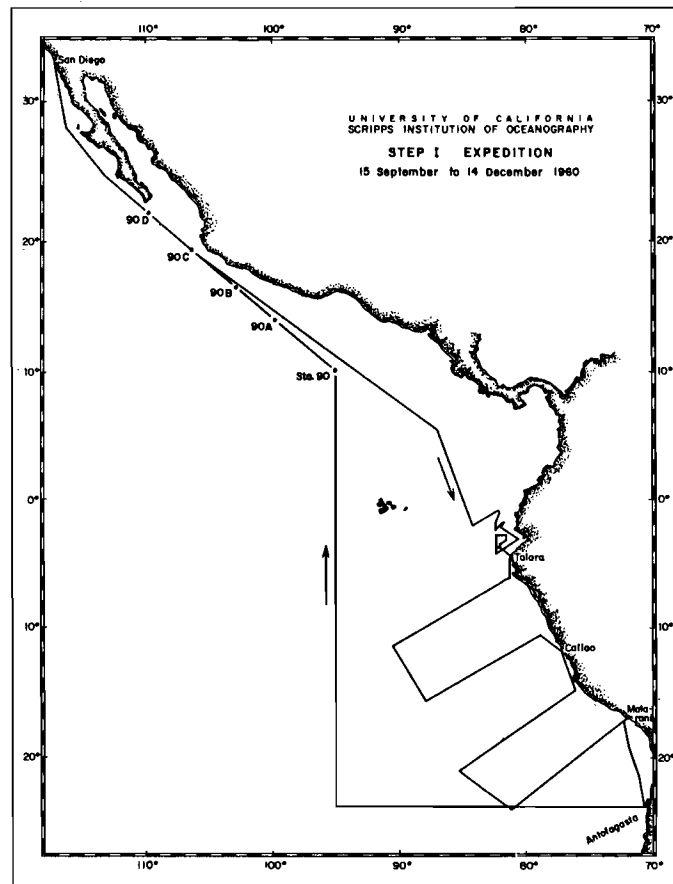 110°
100°
90°
80°
70°
San Diego
30°
30°
UNIVERSITY OF CALIFORNIA
SCRIPPS INSTITUTION OF OCEANOGRAPHY
STEP I EXPEDITION
15 September to 14 December 1960
90 D
20°
90 C
20°
90 B
90 A
10°
Sta. 90
10°
0°
0°
Talara
10°
Callao
10°
Mata-
rani
20°
20°
Antofagasta
110°
100°
90°
80°
70°